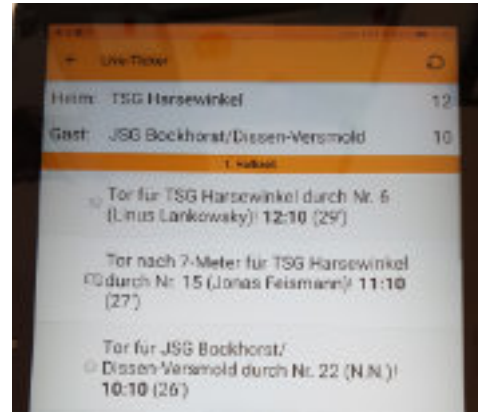 Live-Ticker
Heim: TSG Harsewinkel 12
Gast: JSG Bockhorst/Dissen-Versmold 10
1. Halbzeit
Tor für TSG Harsewinkel durch Nr. 6
(Linus Lankowsky)! 12:10 (29')
Tor nach 7-Meter für TSG Harsewinkel
durch Nr. 15 (Jonas Feismann)! 11:10
(27')
Tor für JSG Bockhorst/
Dissen-Versmold durch Nr. 22 (N.N.)!
10:10 (26')